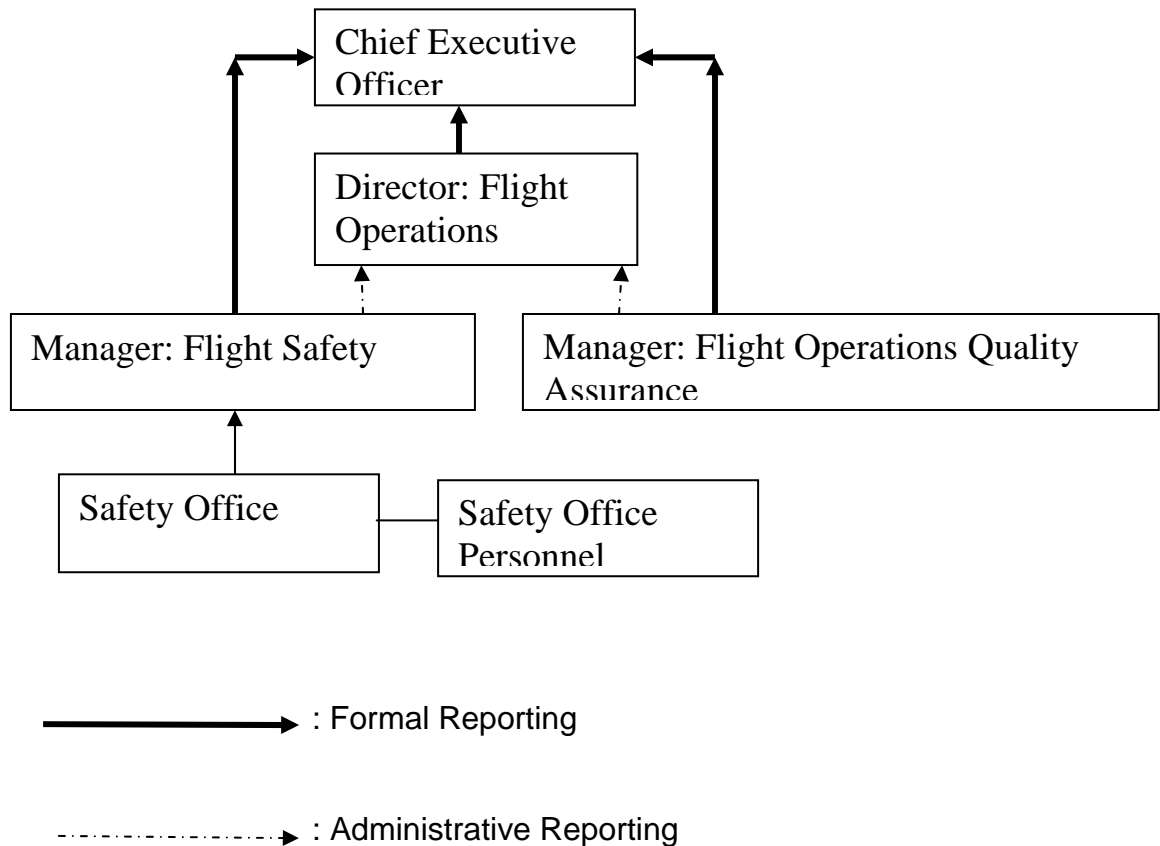 Chief Executive
Officer
Director: Flight
Operations
Manager: Flight Safety
Manager: Flight Operations Quality
Assurance
Safety Office
Safety Office
Personnel
: Formal Reporting
: Administrative Reporting